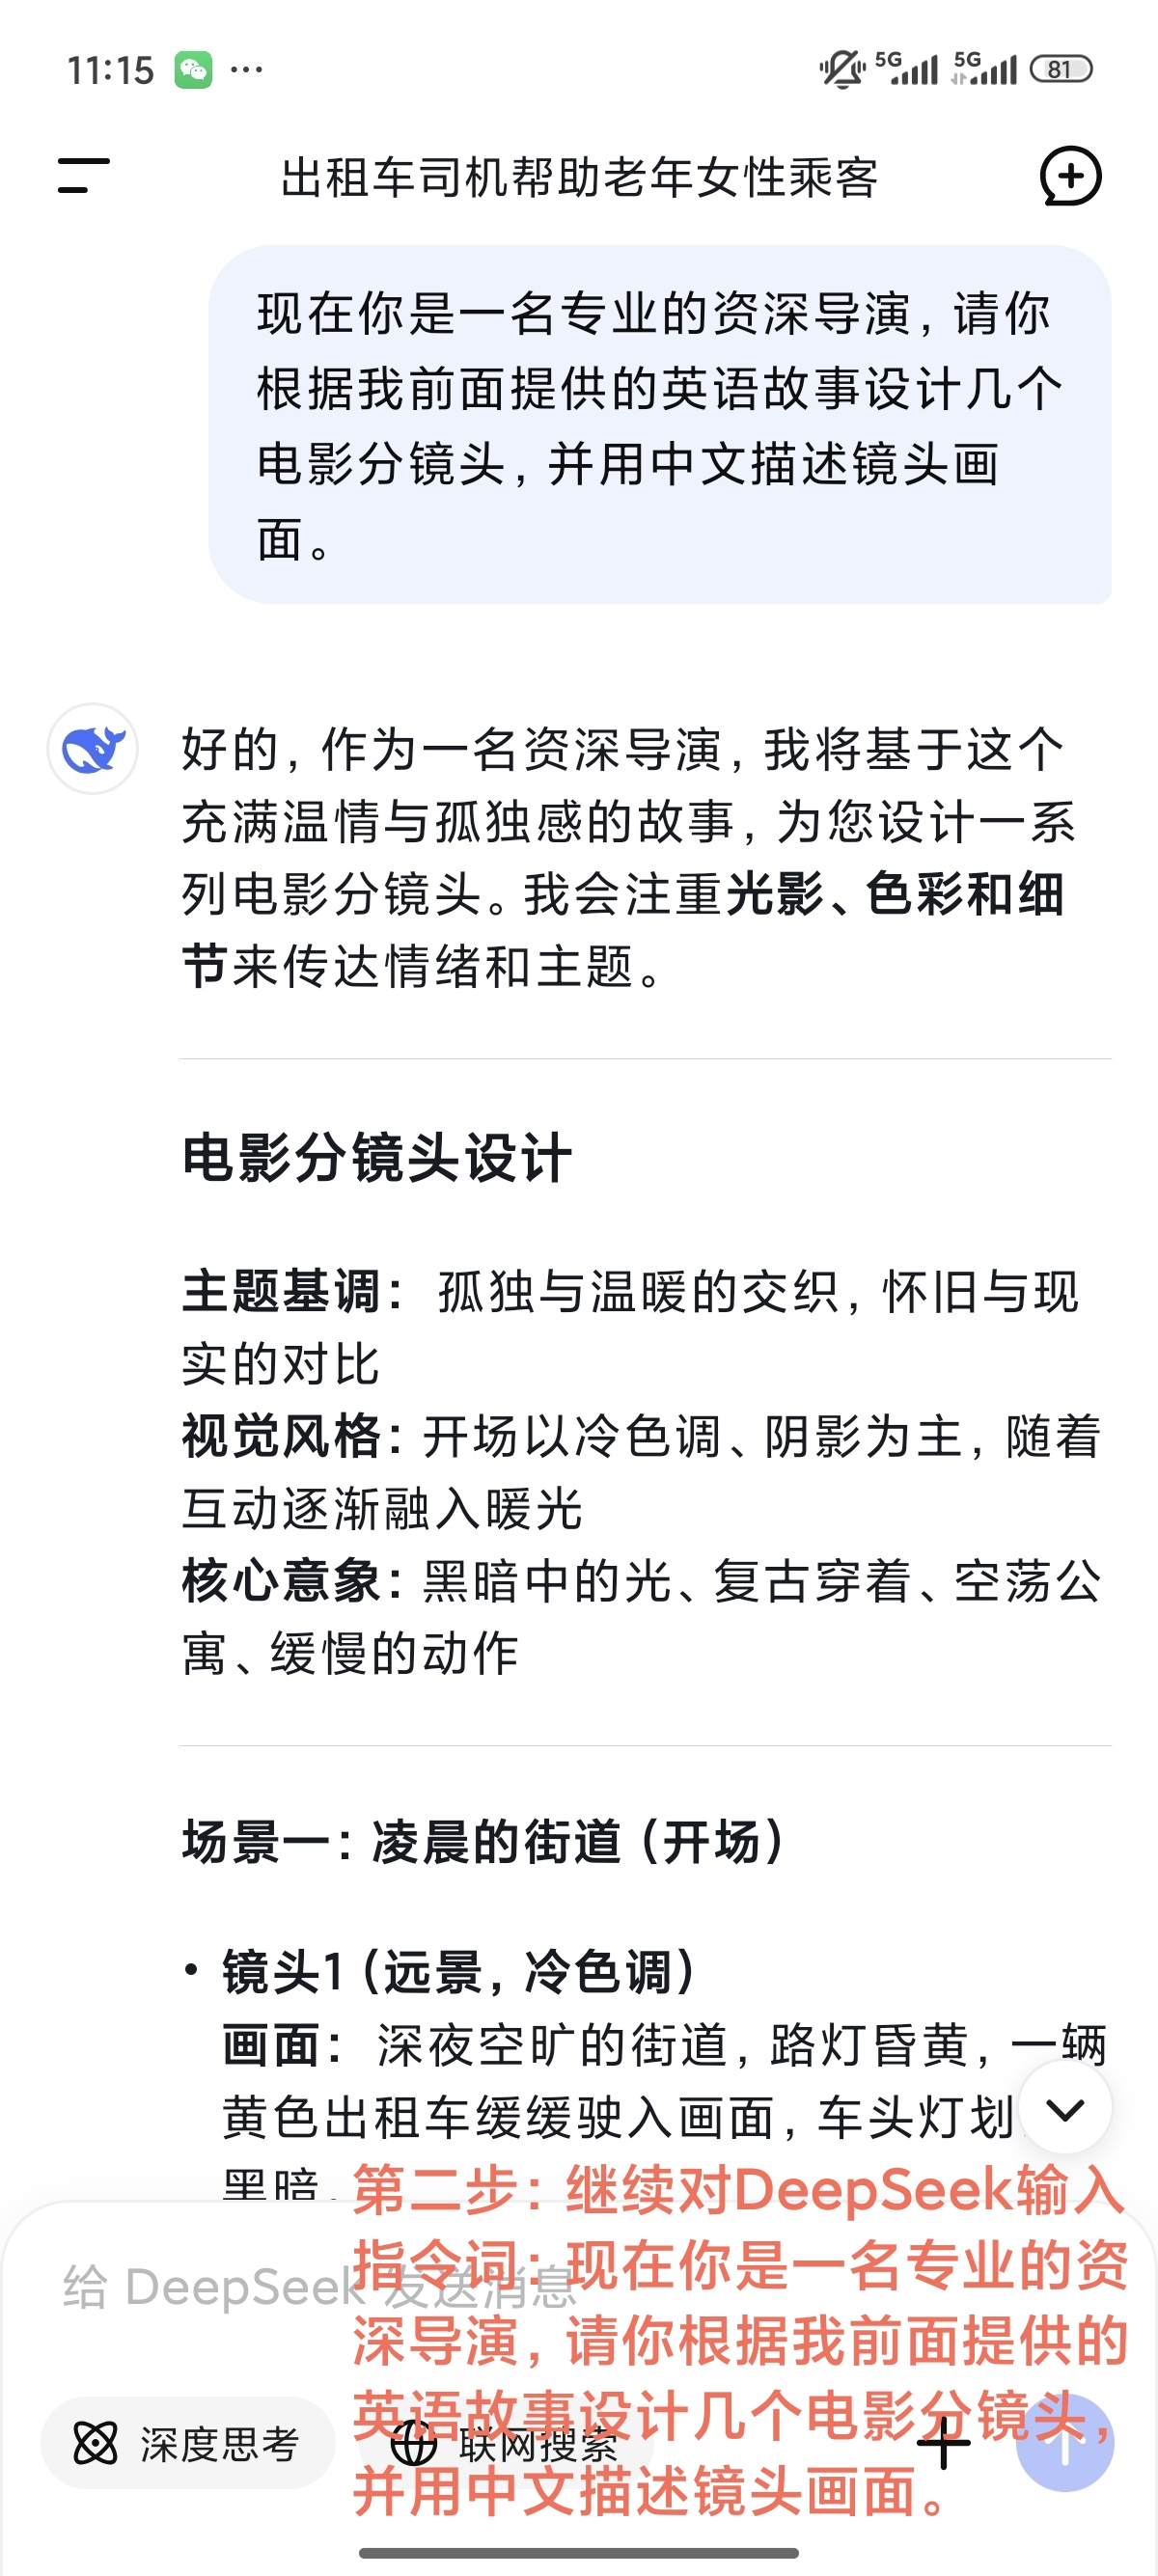 11:15 ... 5G 5G 81
出租车司机帮助老年女性乘客
现在你是一名专业的资深导演，请你
根据我前面提供的英语故事设计几个
电影分镜头，并用中文描述镜头画
面。
好的，作为一名资深导演，我将基于这个
充满温情与孤独感的故事，为您设计一系
列电影分镜头。我会注重光影、色彩和细
节来传达情绪和主题。
电影分镜头设计
主题基调：孤独与温暖的交织，怀旧与现
实的对比
视觉风格：开场以冷色调、阴影为主，随着
互动逐渐融入暖光
核心意象：黑暗中的光、复古穿着、空荡公
寓、缓慢的动作
场景一：凌晨的街道（开场）
• 镜头1（远景，冷色调）
画面：深夜空旷的街道，路灯昏黄，一辆
黄色出租车缓缓驶入画面，车头灯划
黑暗。
第二步：继续对DeepSeek输入
指令词：现在你是一名专业的资
深导演，请你根据我前面提供的
英语故事设计几个电影分镜头，
并用中文描述镜头画面。
给 DeepSeek 发送消息
深度思考
联网搜索